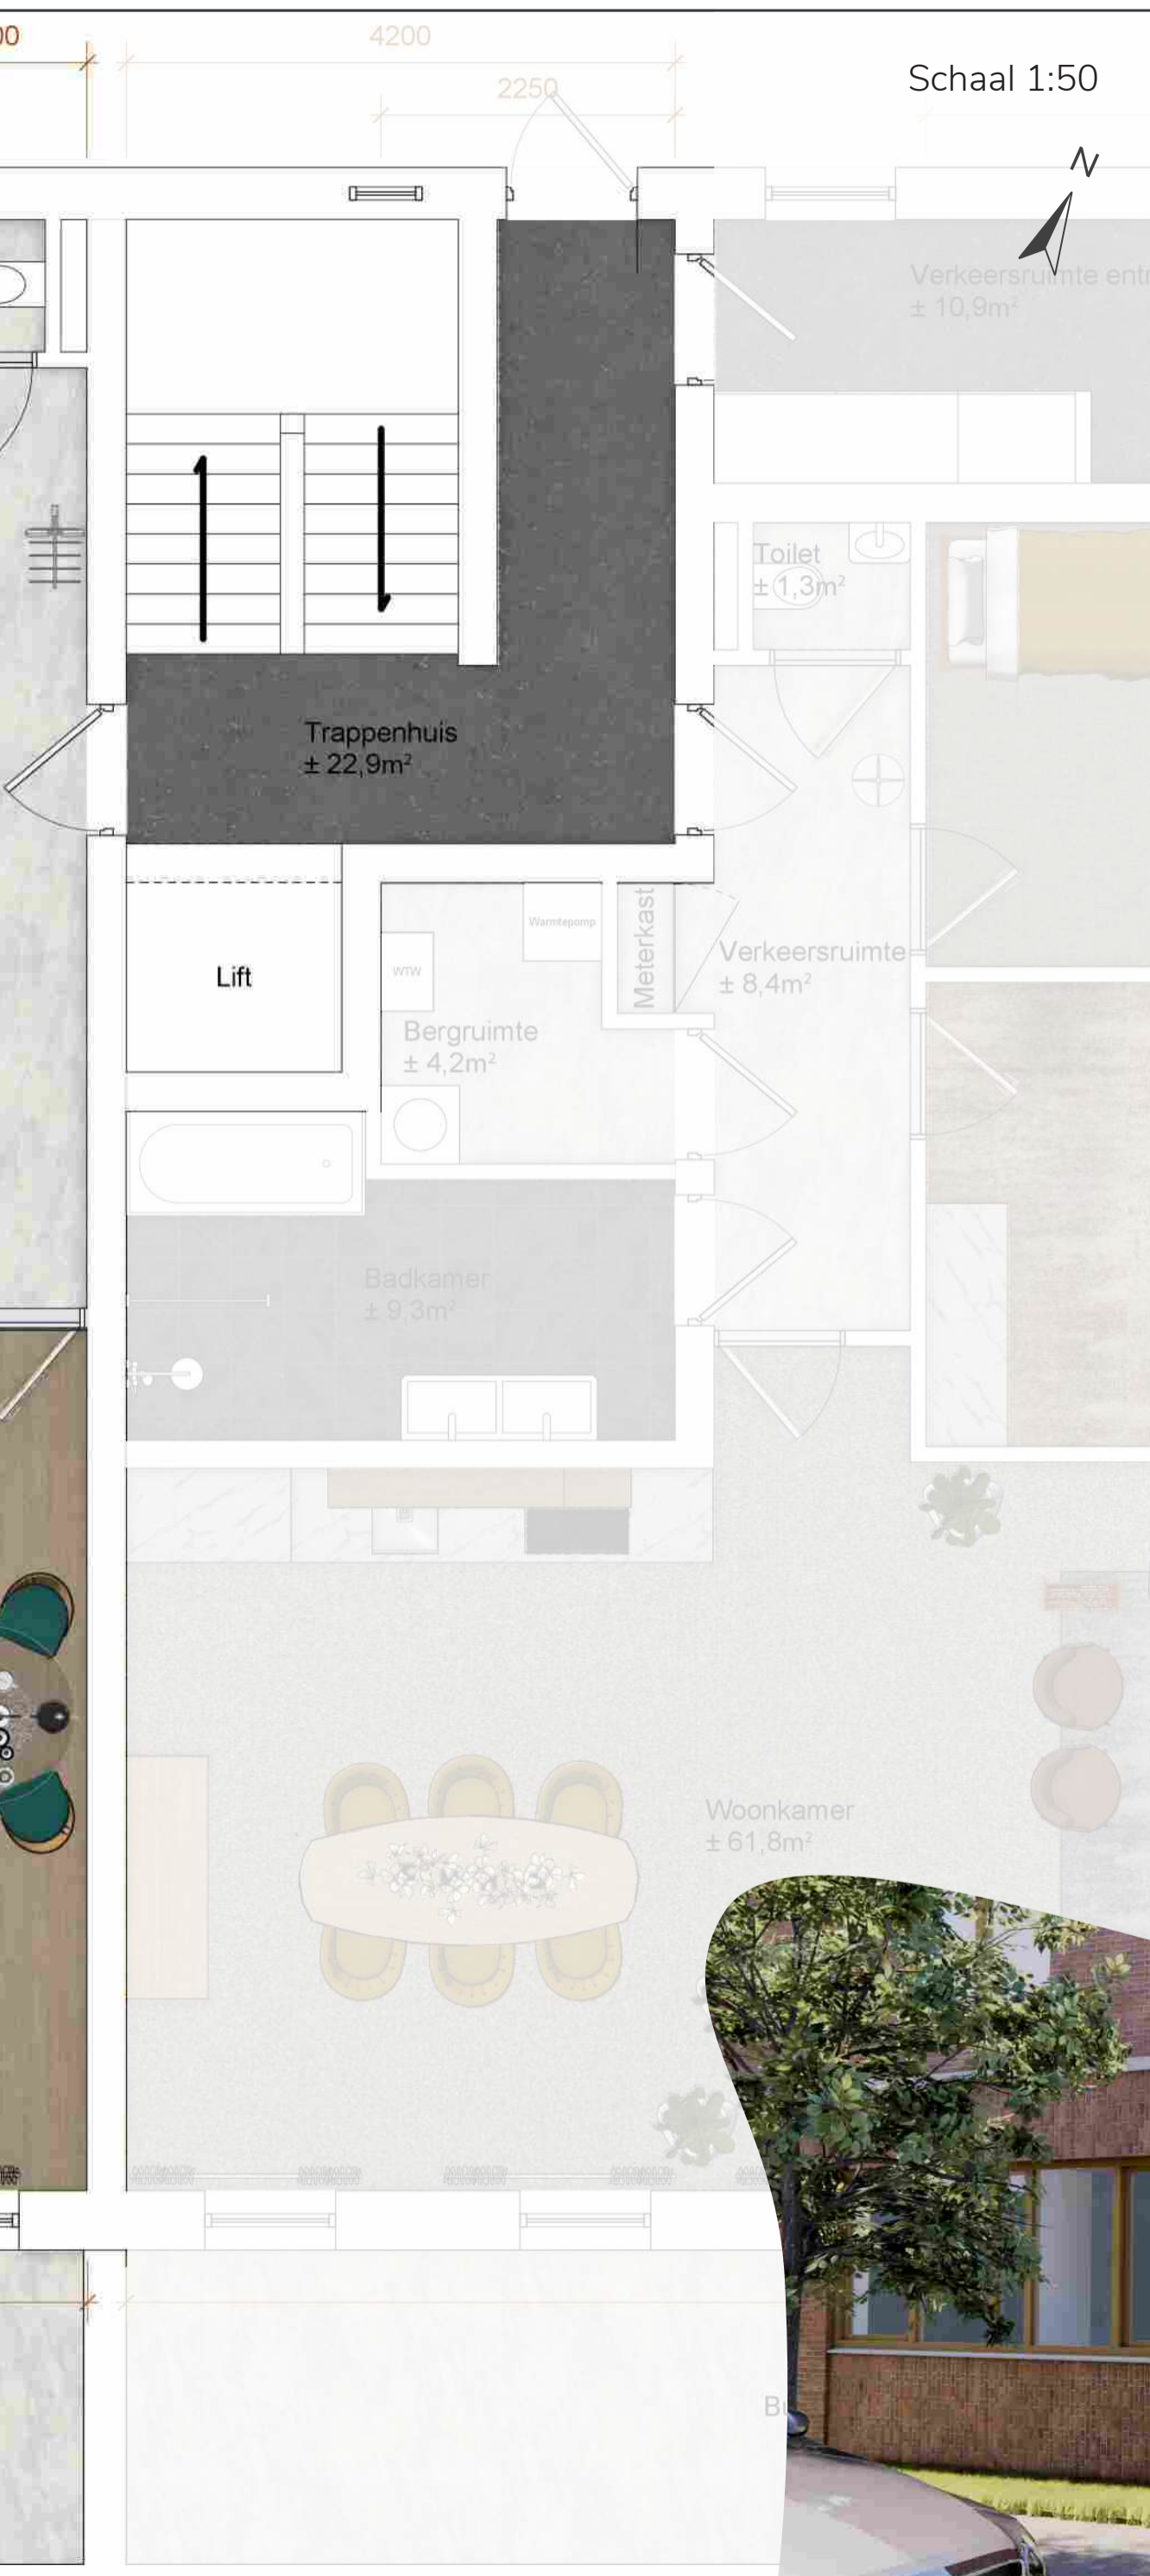 00
4200
2250
Schaal 1:50
N
Verkeersruimte entr
± 10,9m²
Toilet
± 1,3m²
Trappenhuis
± 22,9m²
Warmtepomp
Meterkast
WTW
Verkeersruimte
± 8,4m²
Lift
Bergruimte
± 4,2m²
Badkamer
± 9,3m²
Woonkamer
± 61,8m²